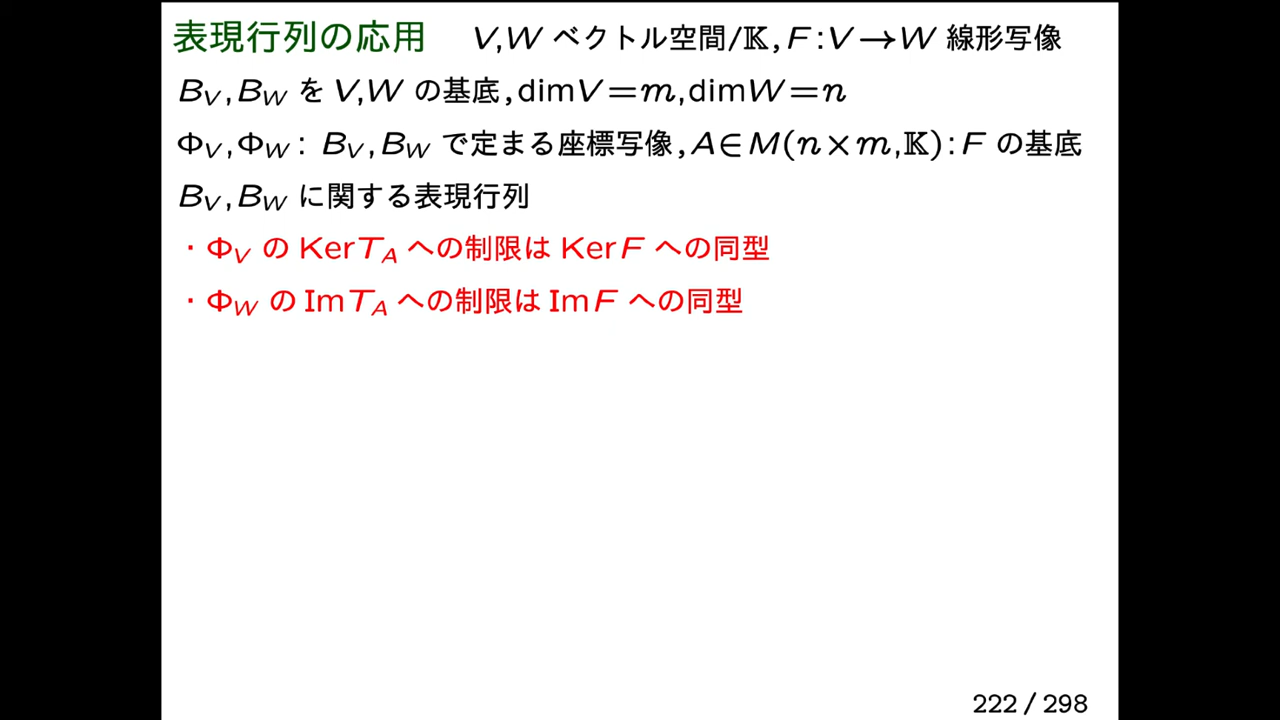 表現行列の応用 V,W ベクトル空間/𝕂, F:V→W 線形写像
B_V,B_W を V,W の基底,dimV=m,dimW=n
Φ_V,Φ_W: B_V,B_W で定まる座標写像,A∈M(n×m,𝕂):F の基底
B_V,B_W に関する表現行列
・Φ_V の KerT_A への制限は KerF への同型
・Φ_W の ImT_A への制限は ImF への同型
222 / 298